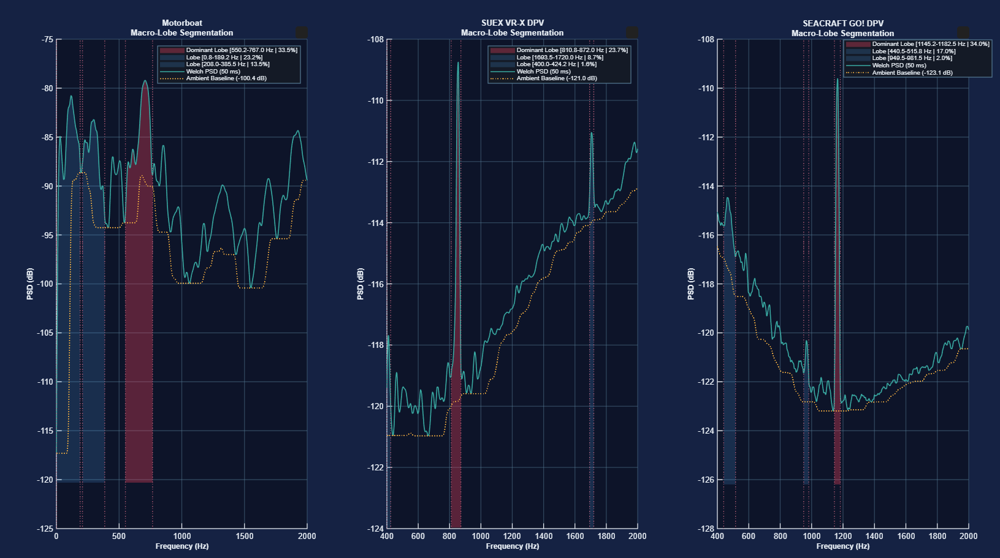 Motorboat
Macro-Lobe Segmentation
Dominant Lobe [550.2-767.0 Hz | 33.5%]
Lobe [0.8-189.2 Hz | 23.2%]
Lobe [208.0-385.5 Hz | 13.5%]
Welch PSD (50 ms)
Ambient Baseline (-100.4 dB)
-75
-80
-85
-90
-95
-100
-105
-110
-115
-120
-125
PSD (dB)
0
500
1000
1500
2000
Frequency (Hz)
SUEX VR-X DPV
Macro-Lobe Segmentation
Dominant Lobe [810.8-872.0 Hz | 23.7%]
Lobe [1693.5-1720.0 Hz | 8.7%]
Lobe [400.0-424.2 Hz | 1.6%]
Welch PSD (50 ms)
Ambient Baseline (-121.0 dB)
-108
-110
-112
-114
-116
-118
-120
-122
-124
PSD (dB)
400
600
800
1000
1200
1400
1600
1800
2000
Frequency (Hz)
SEACRAFT GO! DPV
Macro-Lobe Segmentation
Dominant Lobe [1145.2-1182.5 Hz | 34.0%]
Lobe [440.5-515.8 Hz | 17.0%]
Lobe [949.5-981.5 Hz | 2.0%]
Welch PSD (50 ms)
Ambient Baseline (-123.1 dB)
-108
-110
-112
-114
-116
-118
-120
-122
-124
-126
-128
PSD (dB)
400
600
800
1000
1200
1400
1600
1800
2000
Frequency (Hz)